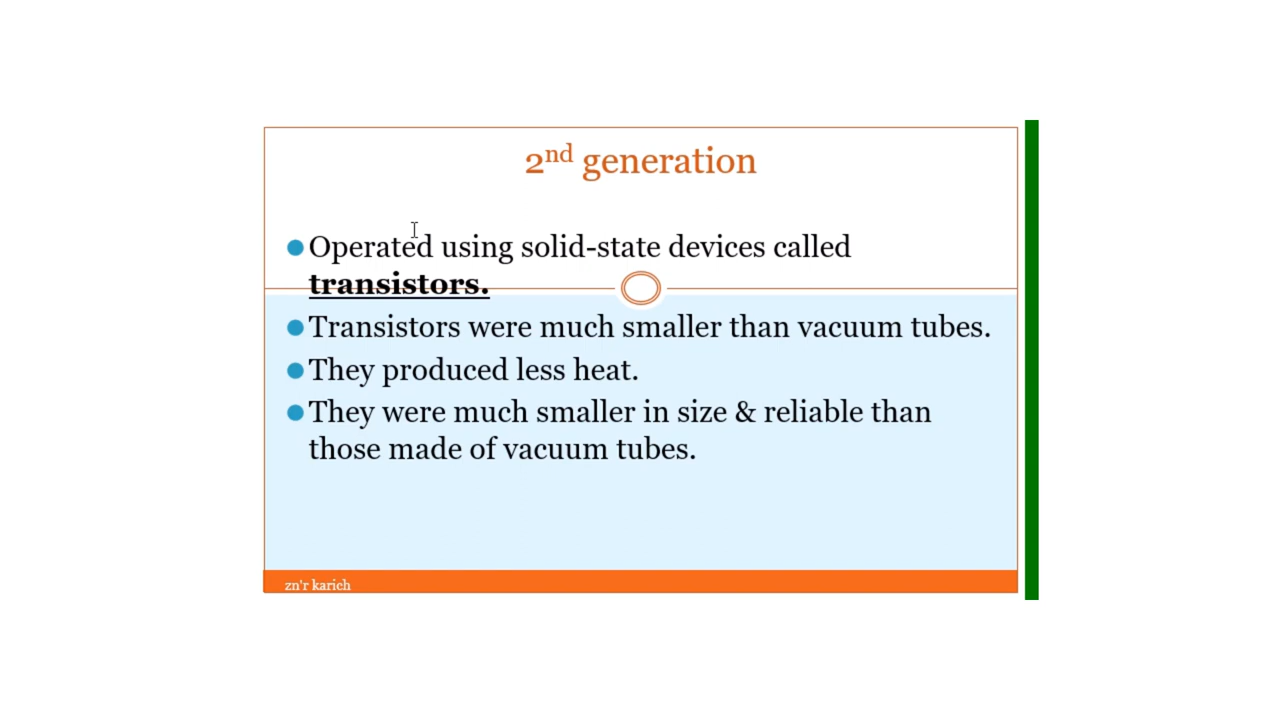 2nd generation
Operated using solid-state devices called
transistors.
Transistors were much smaller than vacuum tubes.
They produced less heat.
They were much smaller in size & reliable than
those made of vacuum tubes.
zn'r karich